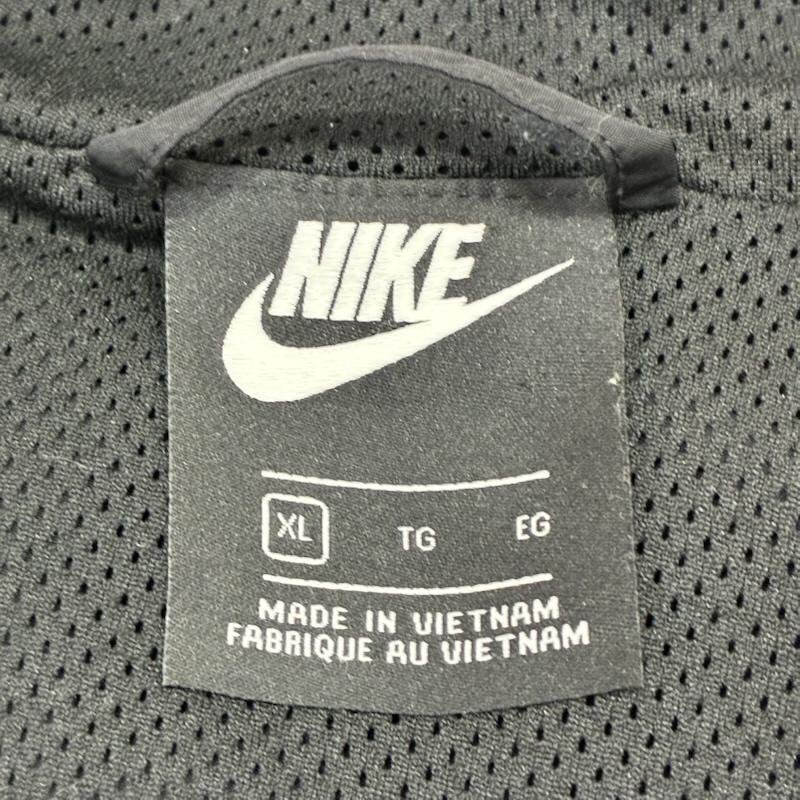 NIKE
XL TG EG
MADE IN VIETNAM
FABRIQUE AU VIETNAM